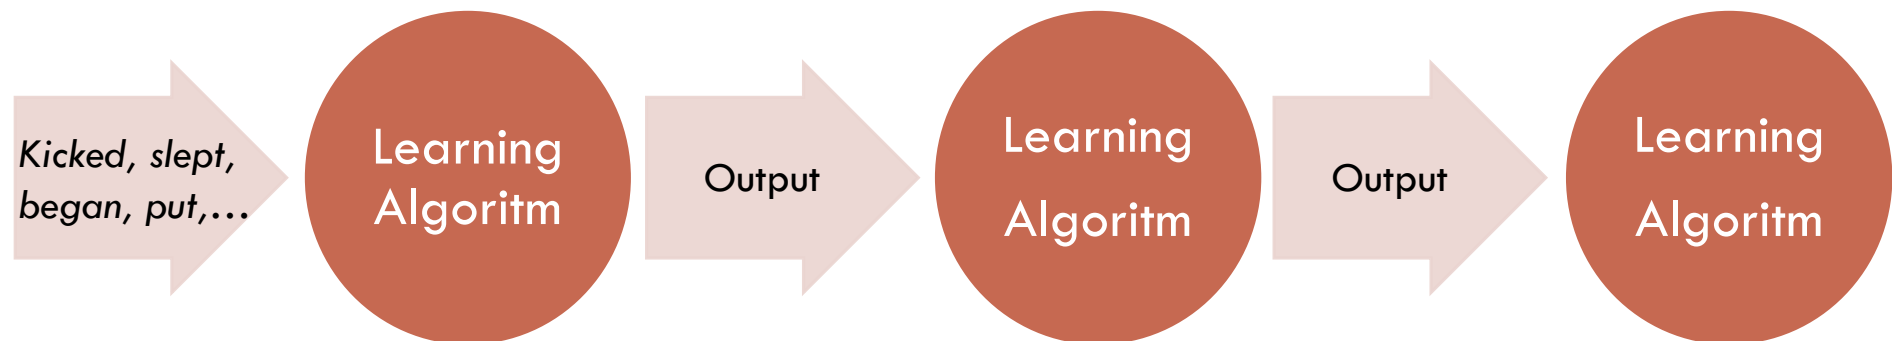 Kicked, slept,
began, put,...
Learning
Algoritm
Output
Learning
Algoritm
Output
Learning
Algoritm